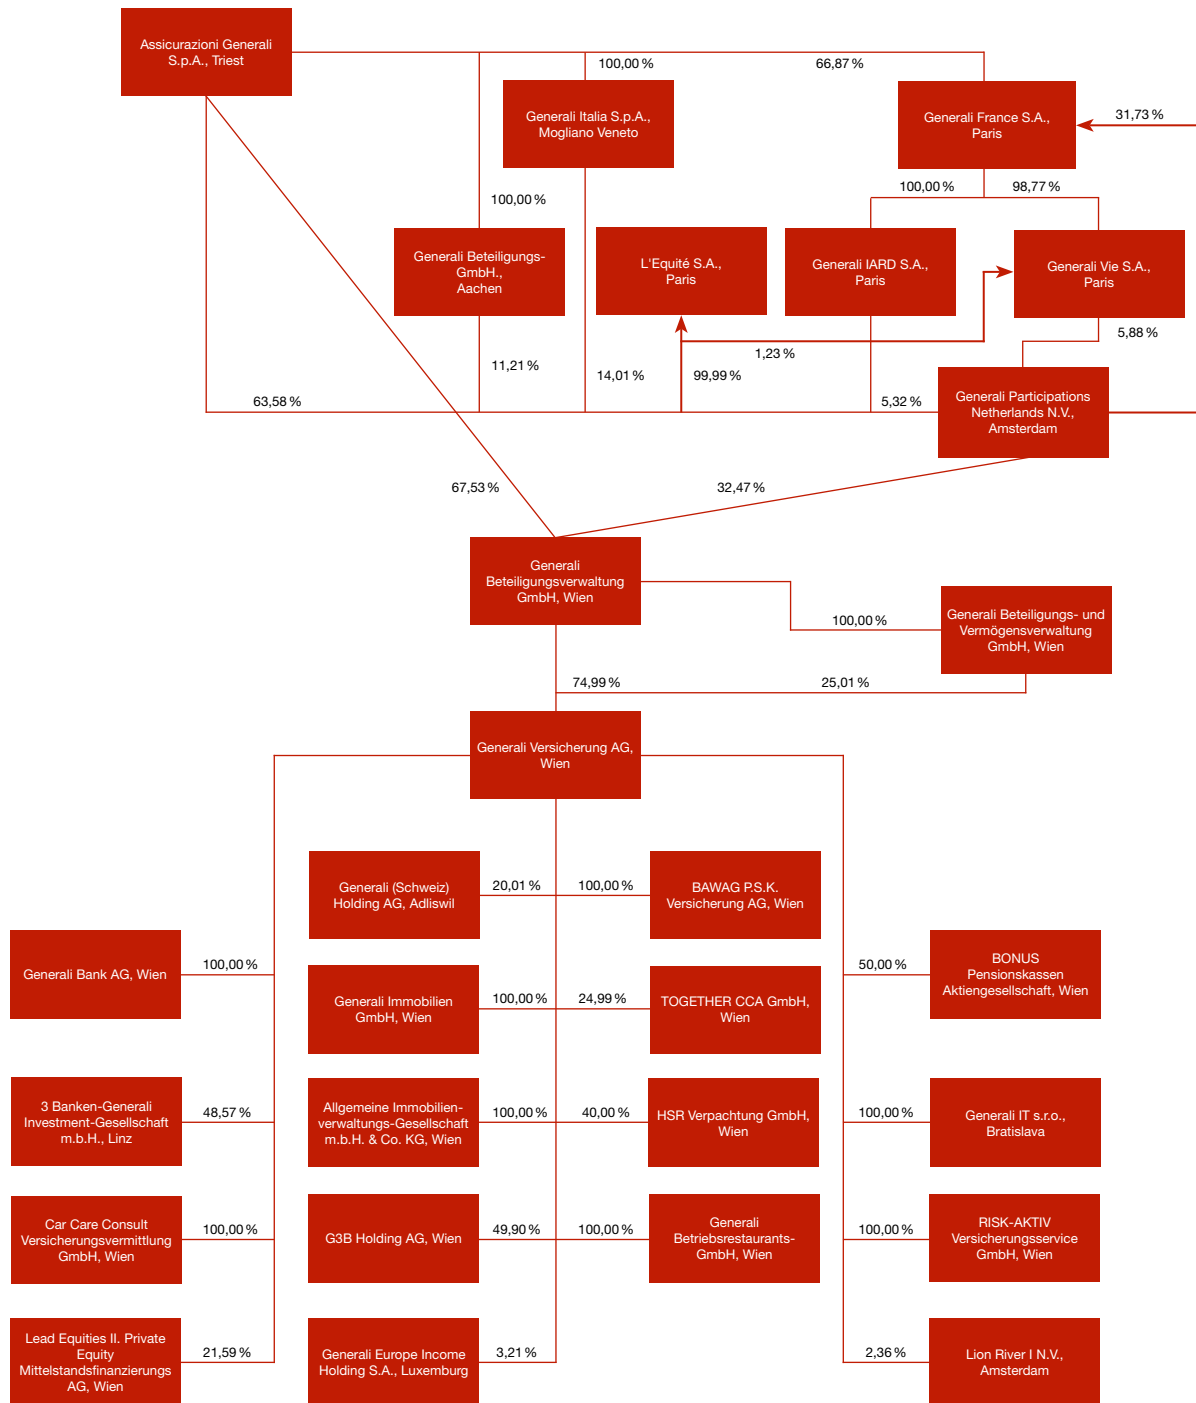 Assicurazioni Generali
S.p.A., Triest
100,00 %
66,87 %
Generali Italia S.p.A.,
Mogliano Veneto
Generali France S.A.,
Paris
31,73 %
100,00 %
100,00 %
98,77 %
Generali Beteiligungs-
GmbH.,
Aachen
L'Equité S.A.,
Paris
Generali IARD S.A.,
Paris
Generali Vie S.A.,
Paris
5,88 %
1,23 %
11,21 %
14,01 %
99,99 %
63,58 %
5,32 %
Generali Participations
Netherlands N.V.,
Amsterdam
67,53 %
32,47 %
Generali
Beteiligungsverwaltung
GmbH, Wien
100,00 %
Generali Beteiligungs- und
Vermögensverwaltung
GmbH, Wien
74,99 %
25,01 %
Generali Versicherung AG,
Wien
Generali (Schweiz)
Holding AG, Adliswil
20,01 %
100,00 %
BAWAG P.S.K.
Versicherung AG, Wien
Generali Bank AG, Wien
100,00 %
50,00 %
BONUS
Pensionskassen
Aktiengesellschaft, Wien
Generali Immobilien
GmbH, Wien
100,00 %
24,99 %
TOGETHER CCA GmbH,
Wien
3 Banken-Generali
Investment-Gesellschaft
m.b.H., Linz
48,57 %
Allgemeine Immobilien-
verwaltungs-Gesellschaft
m.b.H. & Co. KG, Wien
100,00 %
40,00 %
HSR Verpachtung GmbH,
Wien
100,00 %
Generali IT s.r.o.,
Bratislava
Car Care Consult
Versicherungsvermittlung
GmbH, Wien
100,00 %
G3B Holding AG, Wien
49,90 %
100,00 %
Generali
Betriebsrestaurants-
GmbH, Wien
100,00 %
RISK-AKTIV
Versicherungsservice
GmbH, Wien
Lead Equities II. Private
Equity
Mittelstandsfinanzierungs
AG, Wien
21,59 %
Generali Europe Income
Holding S.A., Luxemburg
3,21 %
2,36 %
Lion River I N.V.,
Amsterdam